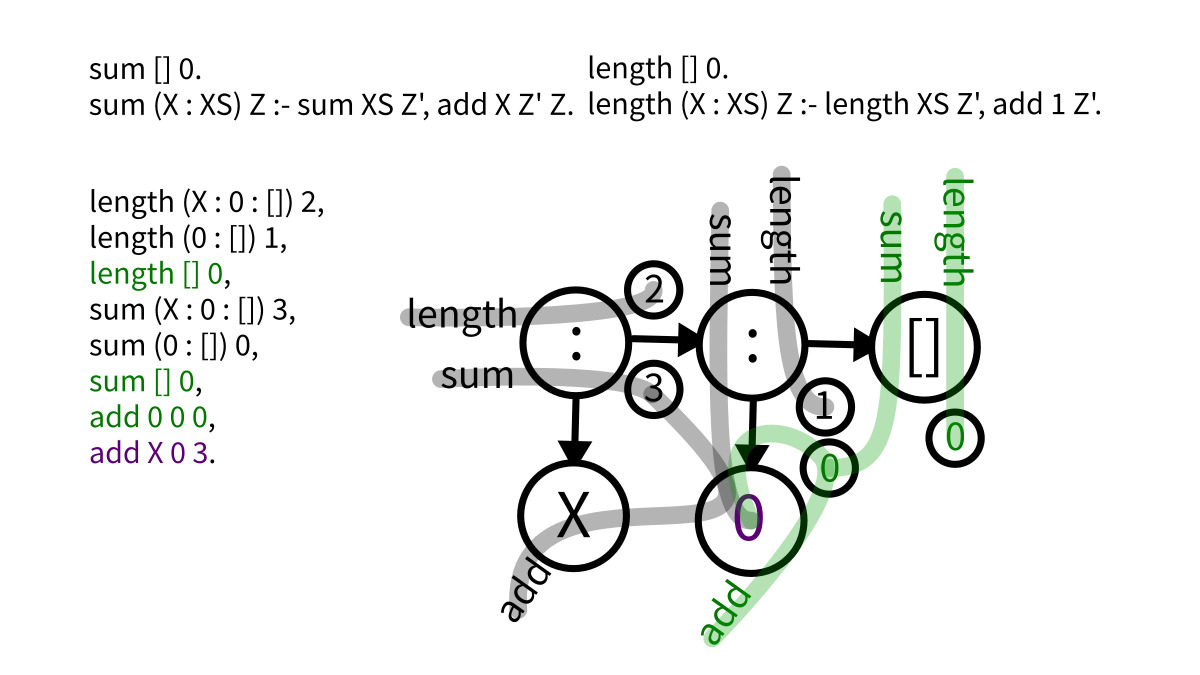 sum [] 0.
sum (X : XS) Z :- sum XS Z', add X Z' Z.
length [] 0.
length (X : XS) Z :- length XS Z', add 1 Z'.
length (X : 0 : []) 2,
length (0 : []) 1,
length [] 0,
sum (X : 0 : []) 3,
sum (0 : []) 0,
sum [] 0,
add 0 0 0,
add X 0 3.
length
sum
:
2
3
sum
length
:
1
0
sum
length
[]
0
X
add
0
add